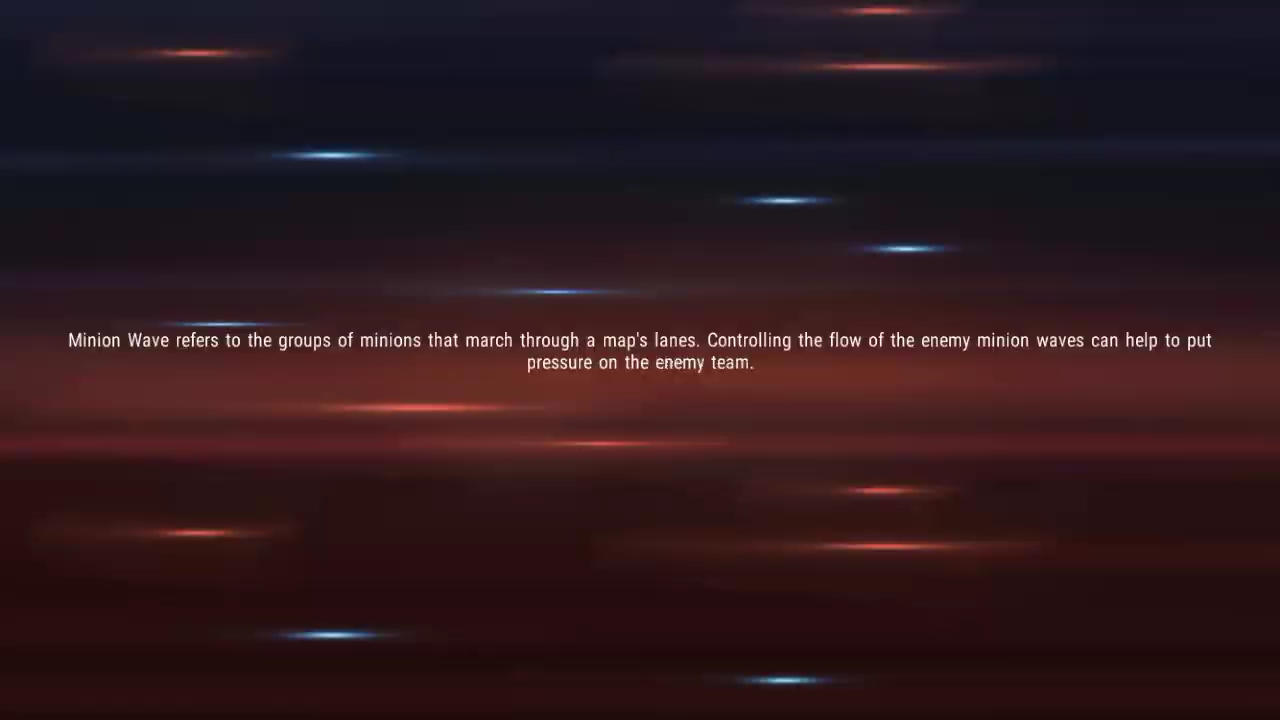 Minion Wave refers to the groups of minions that march through a map's lanes. Controlling the flow of the enemy minion waves can help to put
pressure on the enemy team.